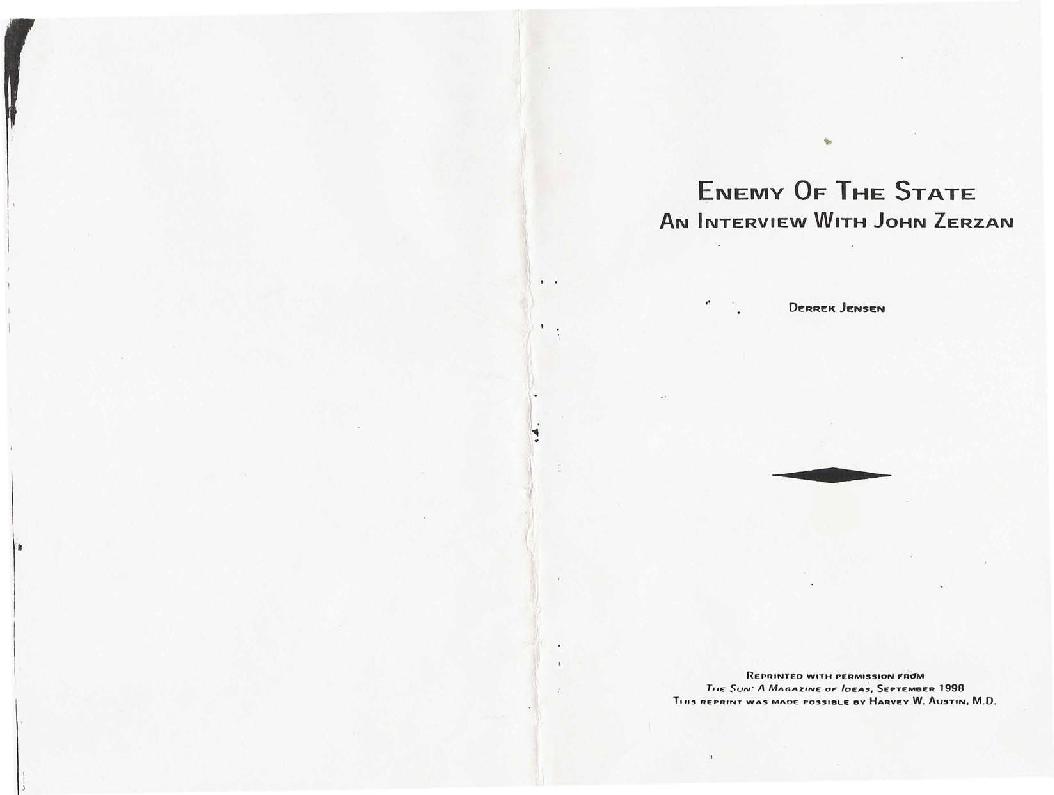 ENEMY OF THE STATE
AN INTERVIEW WITH JOHN ZERZAN
DERREK JENSEN
REPRINTED WITH PERMISSION FROM
THE SUN: A MAGAZINE OF IDEAS, SEPTEMBER 1998
THIS REPRINT WAS MADE POSSIBLE BY HARVEY W. AUSTIN, M.D.